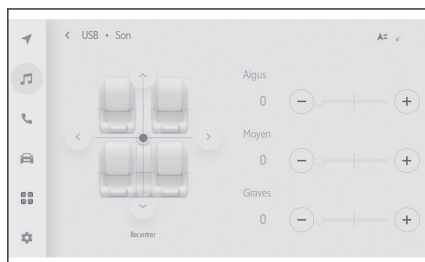 USB • Son
Aigus
0
Moyen
0
Graves
0
Recentrer